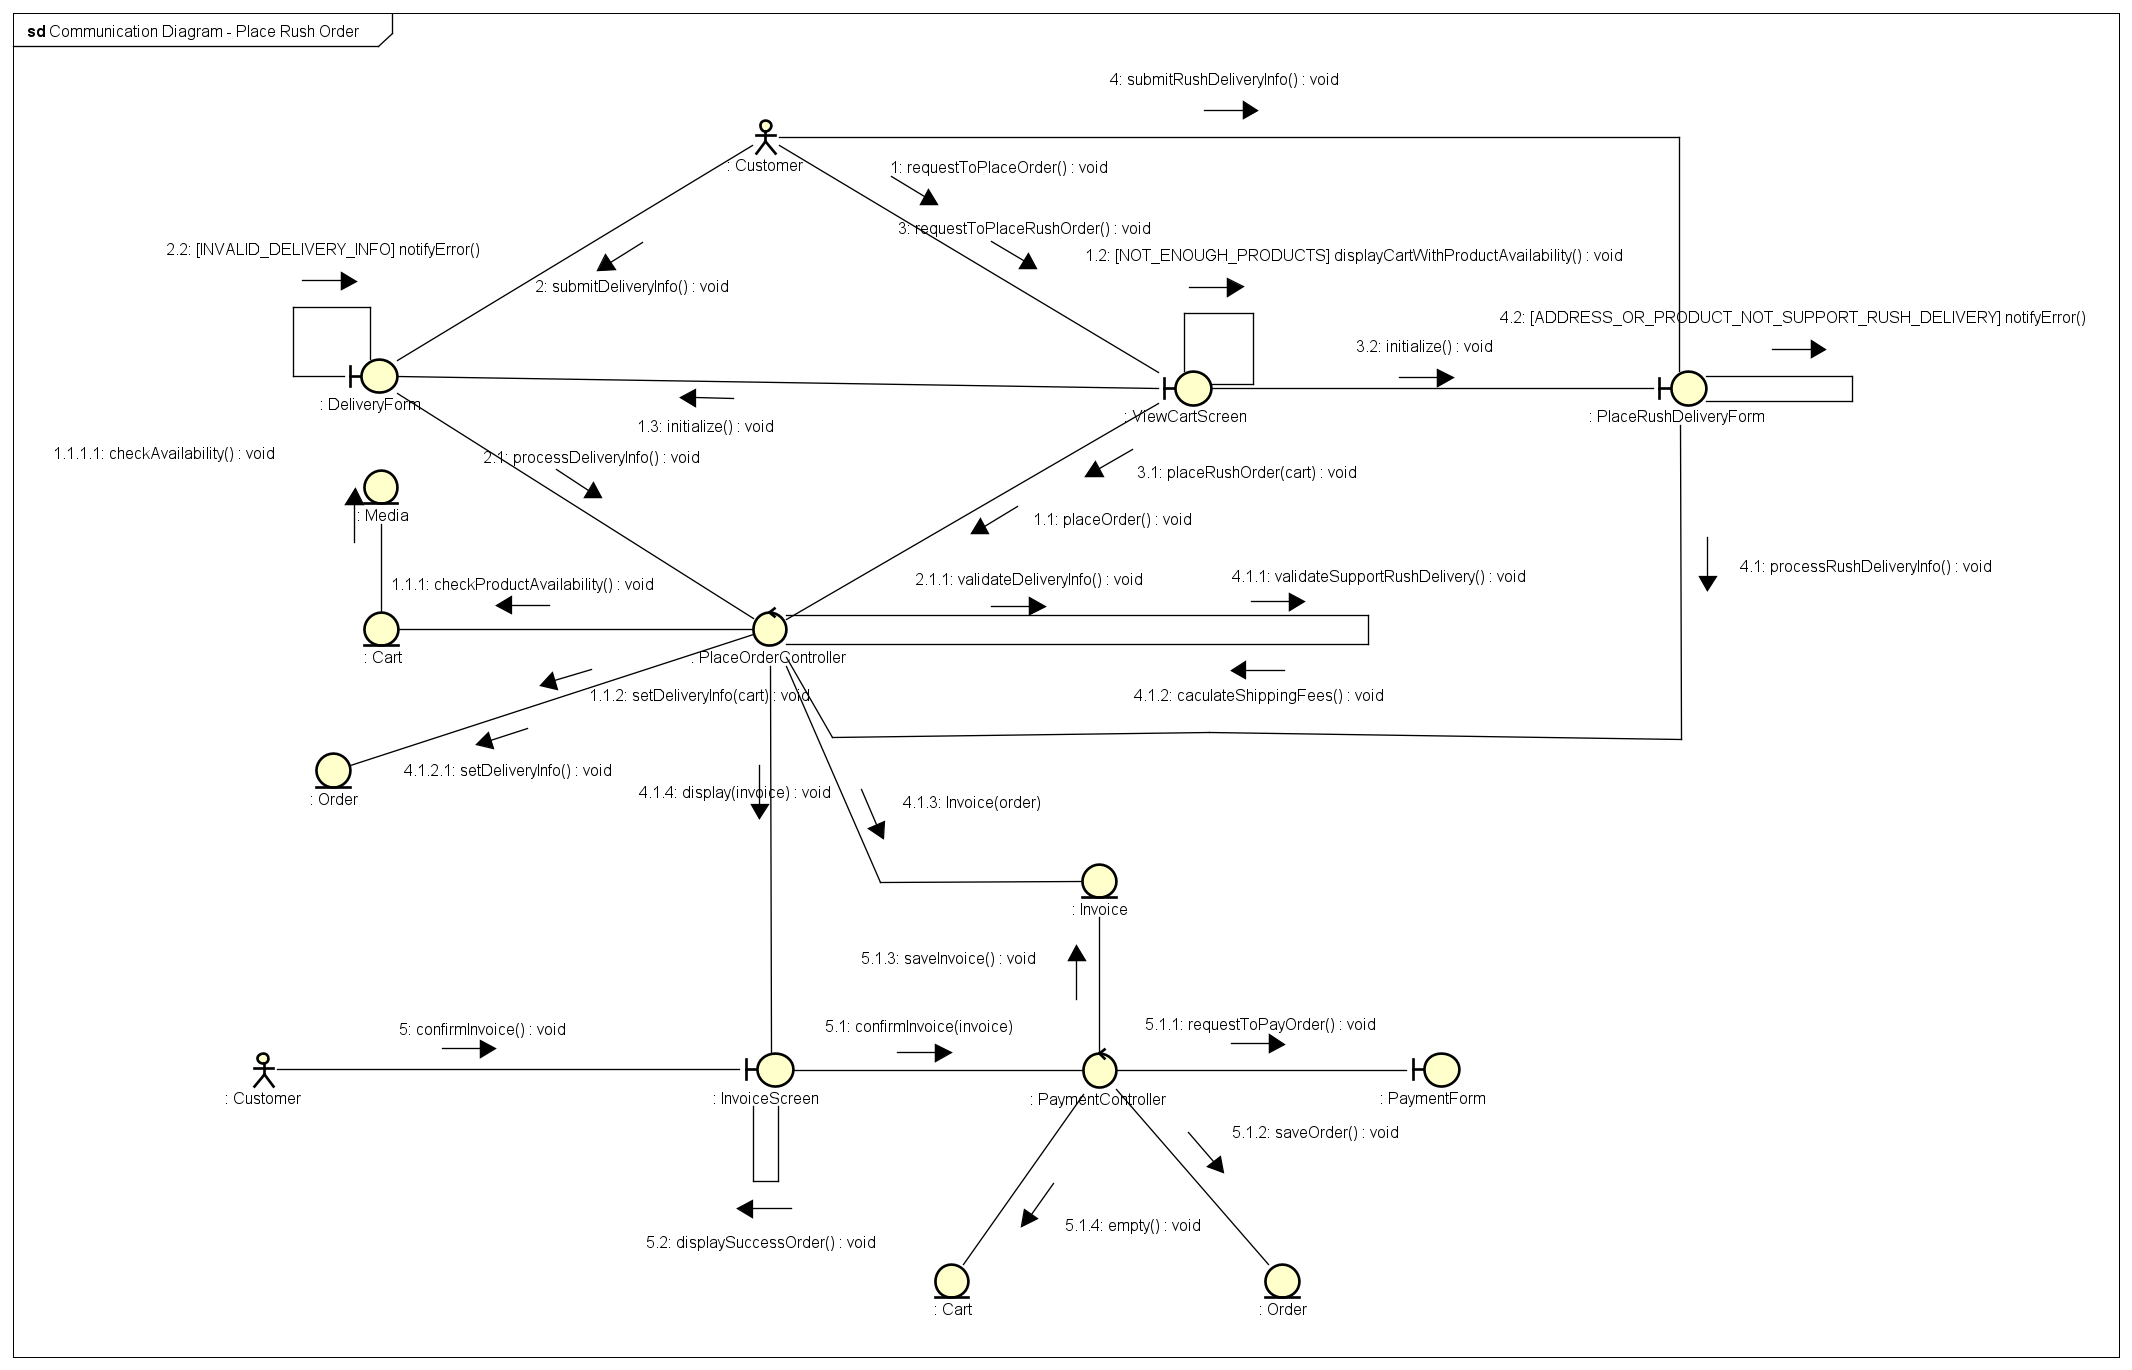 sd Communication Diagram - Place Rush Order
4: submitRushDeliveryInfo() : void
: Customer
1: requestToPlaceOrder() : void
3: requestToPlaceRushOrder() : void
2.2: [INVALID_DELIVERY_INFO] notifyError()
1.2: [NOT_ENOUGH_PRODUCTS] displayCartWithProductAvailability() : void
2: submitDeliveryInfo() : void
4.2: [ADDRESS_OR_PRODUCT_NOT_SUPPORT_RUSH_DELIVERY] notifyError()
3.2: initialize() : void
: DeliveryForm
: ViewCartScreen
: PlaceRushDeliveryForm
1.3: initialize() : void
1.1.1.1: checkAvailability() : void
2.1: processDeliveryInfo() : void
3.1: placeRushOrder(cart) : void
: Media
1.1: placeOrder() : void
4.1: processRushDeliveryInfo() : void
1.1.1: checkProductAvailability() : void
2.1.1: validateDeliveryInfo() : void
4.1.1: validateSupportRushDelivery() : void
: Cart
: PlaceOrderController
1.1.2: setDeliveryInfo(cart) : void
4.1.2: caculateShippingFees() : void
4.1.2.1: setDeliveryInfo() : void
: Order
4.1.4: display(invoice) : void
4.1.3: Invoice(order)
: Invoice
5.1.3: saveInvoice() : void
5: confirmInvoice() : void
5.1: confirmInvoice(invoice)
5.1.1: requestToPayOrder() : void
: Customer
: InvoiceScreen
: PaymentController
: PaymentForm
5.1.2: saveOrder() : void
5.1.4: empty() : void
5.2: displaySuccessOrder() : void
: Cart
: Order